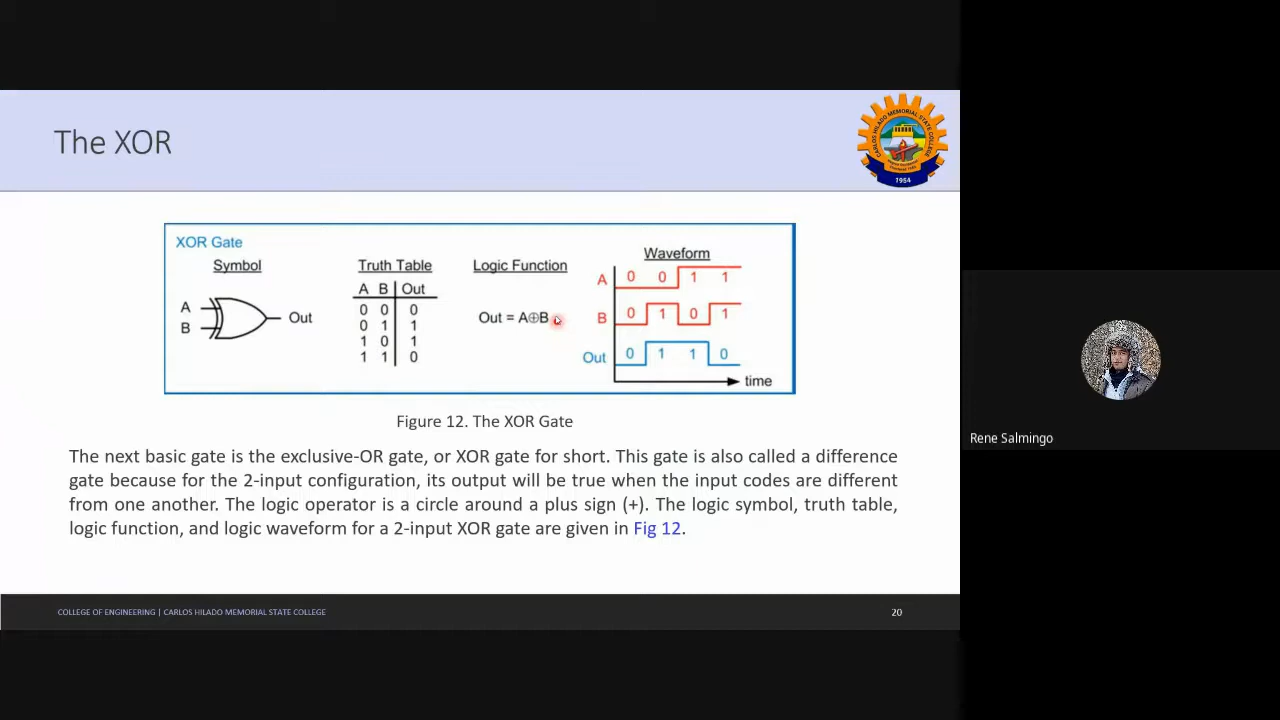 The XOR
CARLOS HILADO MEMORIAL STATE COLLEGE
1954
XOR Gate
Symbol
A
B
Out
Truth Table
A B Out
0 0 0
0 1 1
1 0 1
1 1 0
Logic Function
Out = A⊕B
Waveform
A 0 0 1 1
B 0 1 0 1
Out 0 1 1 0
time
Figure 12. The XOR Gate
The next basic gate is the exclusive-OR gate, or XOR gate for short. This gate is also called a difference
gate because for the 2-input configuration, its output will be true when the input codes are different
from one another. The logic operator is a circle around a plus sign (+). The logic symbol, truth table,
logic function, and logic waveform for a 2-input XOR gate are given in Fig 12.
COLLEGE OF ENGINEERING | CARLOS HILADO MEMORIAL STATE COLLEGE
20
Rene Salmingo